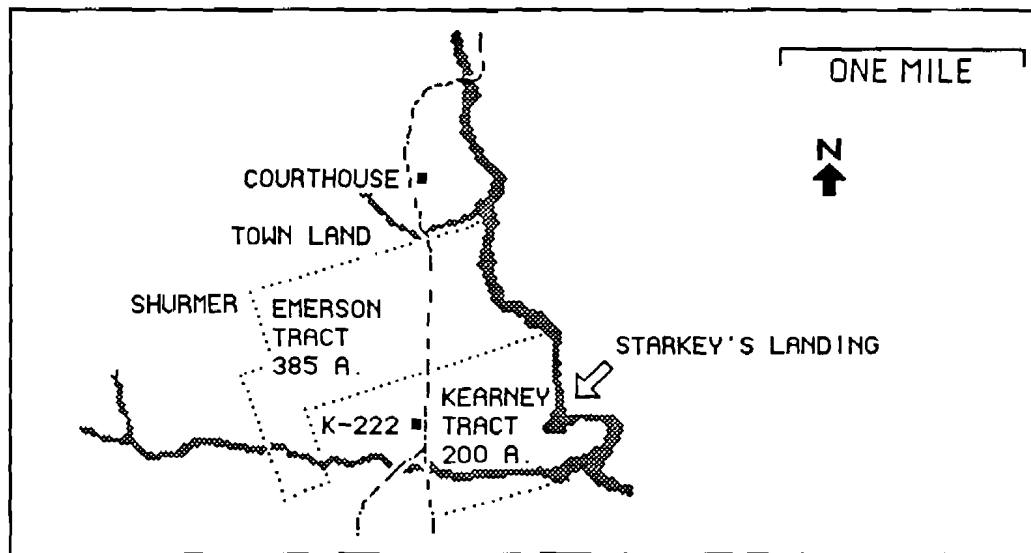 ONE MILE
N
COURTHOUSE
TOWN LAND
SHURMER
EMERSON
TRACT
385 A.
STARKEY'S LANDING
KEARNEY
TRACT
200 A.
K-222